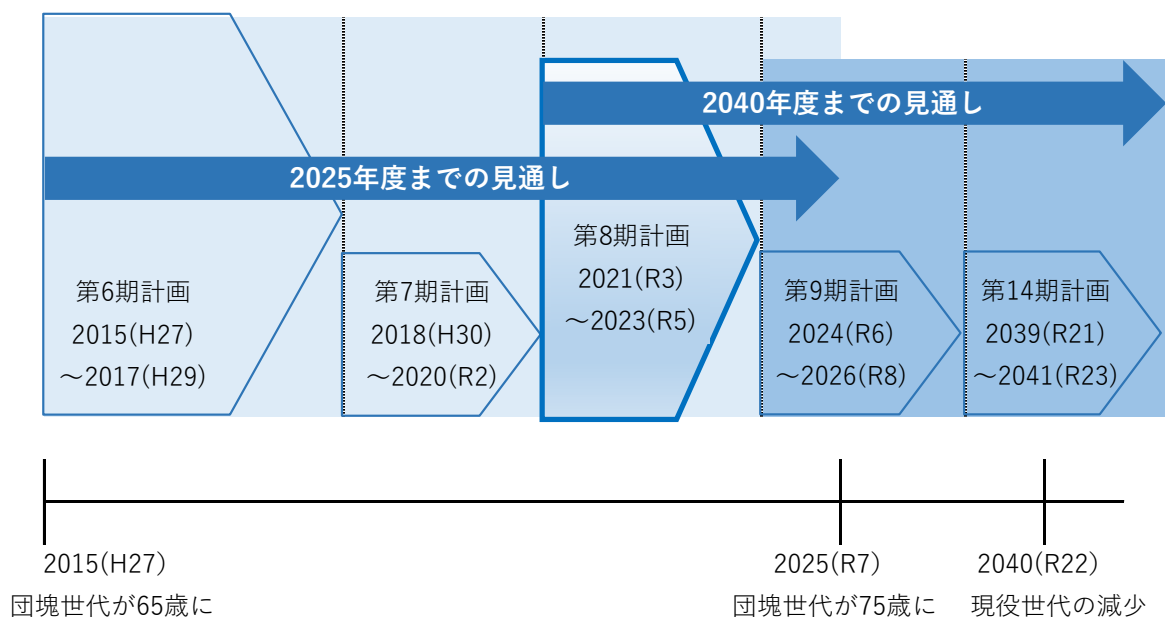 2040年度までの見通し
2025年度までの見通し
第6期計画
2015(H27)
～2017(H29)
第7期計画
2018(H30)
～2020(R2)
第8期計画
2021(R3)
～2023(R5)
第9期計画
2024(R6)
～2026(R8)
第14期計画
2039(R21)
～2041(R23)
2015(H27)
団塊世代が65歳に
2025(R7)
団塊世代が75歳に
2040(R22)
現役世代の減少